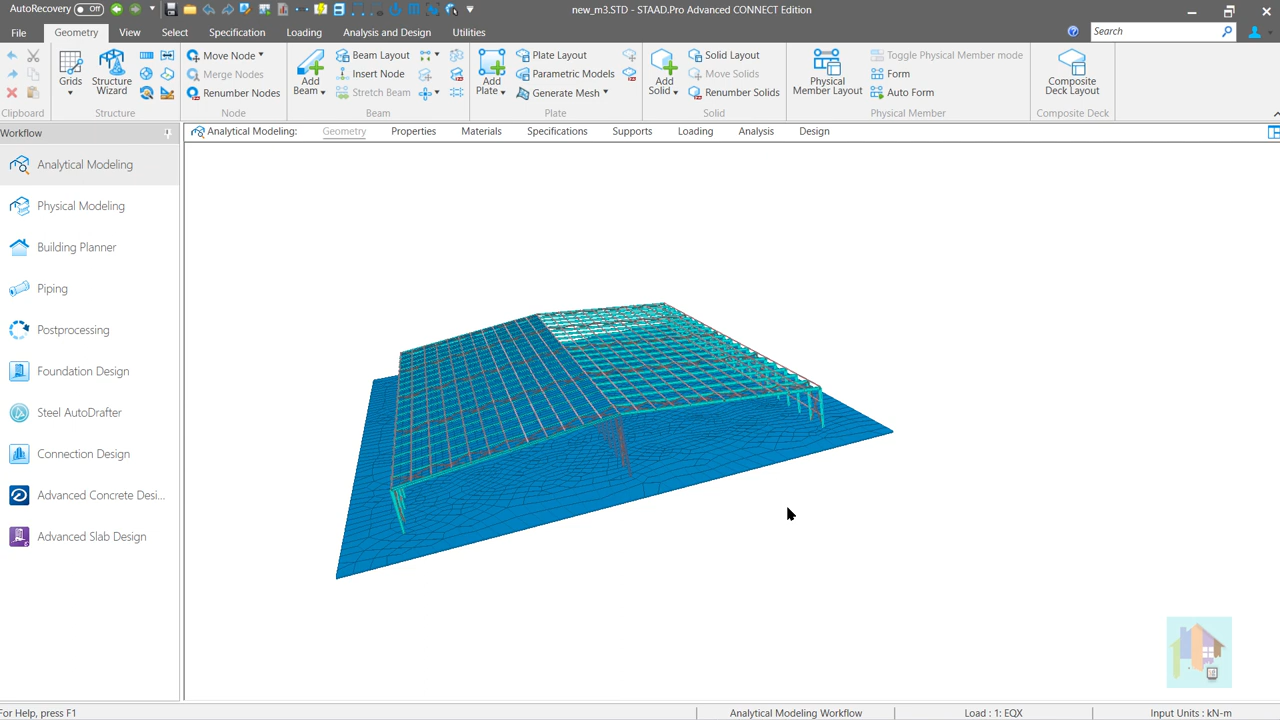 AutoRecovery Off
new_m3.STD - STAAD.Pro Advanced CONNECT Edition
File Geometry View Select Specification Loading Analysis and Design Utilities
Search
Grids
Structure Wizard
Move Node
Merge Nodes
Renumber Nodes
Add Beam
Beam Layout
Insert Node
Stretch Beam
Add Plate
Plate Layout
Parametric Models
Generate Mesh
Add Solid
Solid Layout
Move Solids
Renumber Solids
Physical Member Layout
Toggle Physical Member mode
Form
Auto Form
Composite Deck Layout
Clipboard Structure Node Beam Plate Solid Physical Member Composite Deck
Workflow
Analytical Modeling: Geometry Properties Materials Specifications Supports Loading Analysis Design
Analytical Modeling
Physical Modeling
Building Planner
Piping
Postprocessing
Foundation Design
Steel AutoDrafter
Connection Design
Advanced Concrete Desi...
Advanced Slab Design
For Help, press F1
Analytical Modeling Workflow
Load : 1: EQX
Input Units : kN-m